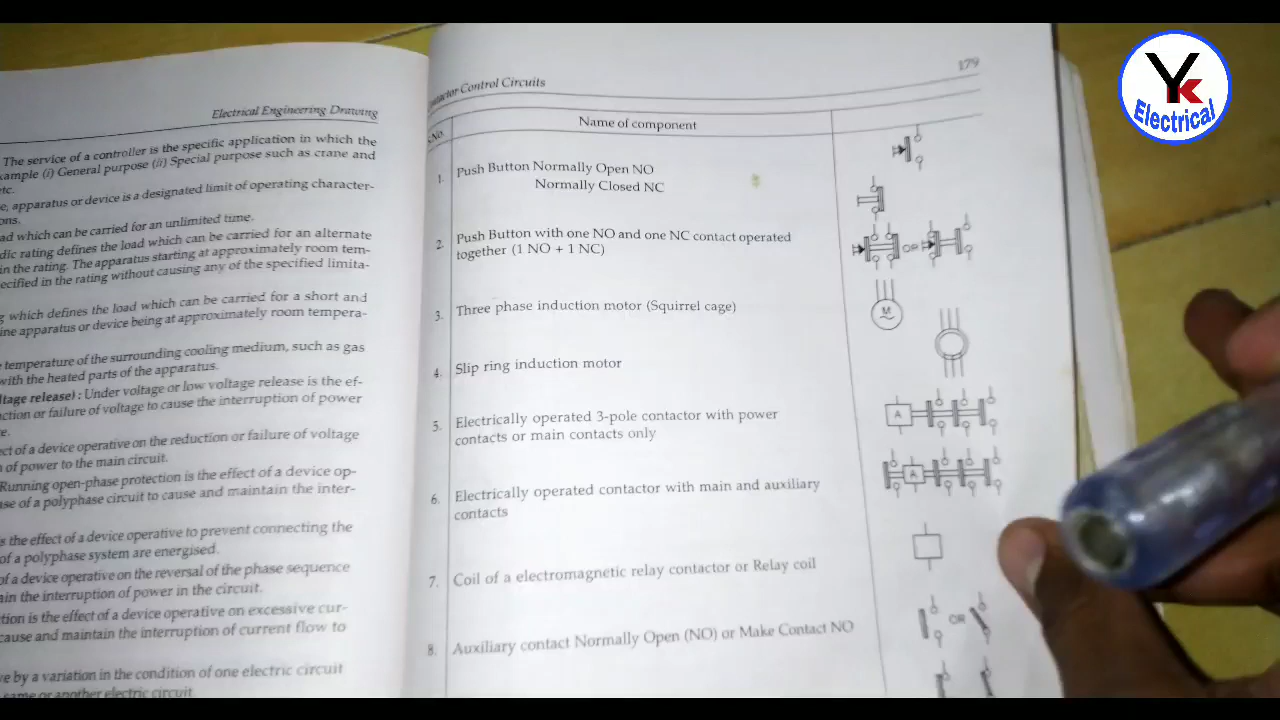 Electrical Engineering Drawing
The service of a controller is the specific application in which the
xample (i) General purpose (ii) Special purpose such as crane and
etc.
e, apparatus or device is a designated limit of operating character-
ons.
ad which can be carried for an unlimited time.
dic rating defines the load which can be carried for an alternate
in the rating. The apparatus starting at approximately room tem-
ecified in the rating without causing any of the specified limita-
g which defines the load which can be carried for a short and
ine apparatus or device being at approximately room tempera-
temperature of the surrounding cooling medium, such as gas
with the heated parts of the apparatus.
ltage release) : Under voltage or low voltage release is the ef-
uction or failure of voltage to cause the interruption of power
e.
ect of a device operative on the reduction or failure of voltage
n of power to the main circuit.
Running open-phase protection is the effect of a device op-
ase of a polyphase circuit to cause and maintain the inter-
s the effect of a device operative to prevent connecting the
of a polyphase system are energised.
of a device operative on the reversal of the phase sequence
ain the interruption of power in the circuit.
tion is the effect of a device operative on excessive cur-
cause and maintain the interruption of current flow to
ve by a variation in the condition of one electric circuit
same or another electric circuit.
ontactor Control Circuits
179
S.No.
Name of component
1. Push Button Normally Open NO
Normally Closed NC
2. Push Button with one NO and one NC contact operated
together (1 NO + 1 NC)
OR
3. Three phase induction motor (Squirrel cage)
M
4. Slip ring induction motor
5. Electrically operated 3-pole contactor with power
contacts or main contacts only
A
6. Electrically operated contactor with main and auxiliary
contacts
A
7. Coil of a electromagnetic relay contactor or Relay coil
8. Auxiliary contact Normally Open (NO) or Make Contact NO
OR
YK
Electrical